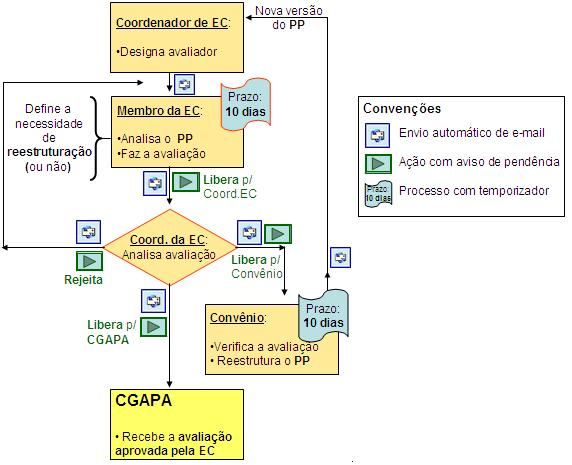 Nova versão
do PP
Coordenador de EC:
•Designa avaliador
Define a
necessidade
de
reestruturação
(ou não)
Membro da EC:
•Analisa o PP
•Faz a avaliação
Prazo:
10 dias
Convenções
Envio automático de e-mail
Ação com aviso de pendência
Prazo:
10 dias
Processo com temporizador
Libera p/
Coord.EC
Coord. da EC:
Analisa avaliação
Rejeita
Libera p/
Convênio
Libera p/
CGAPA
Convênio:
•Verifica a avaliação
• Reestrutura o PP
Prazo:
10 dias
CGAPA
• Recebe a avaliação
aprovada pela EC